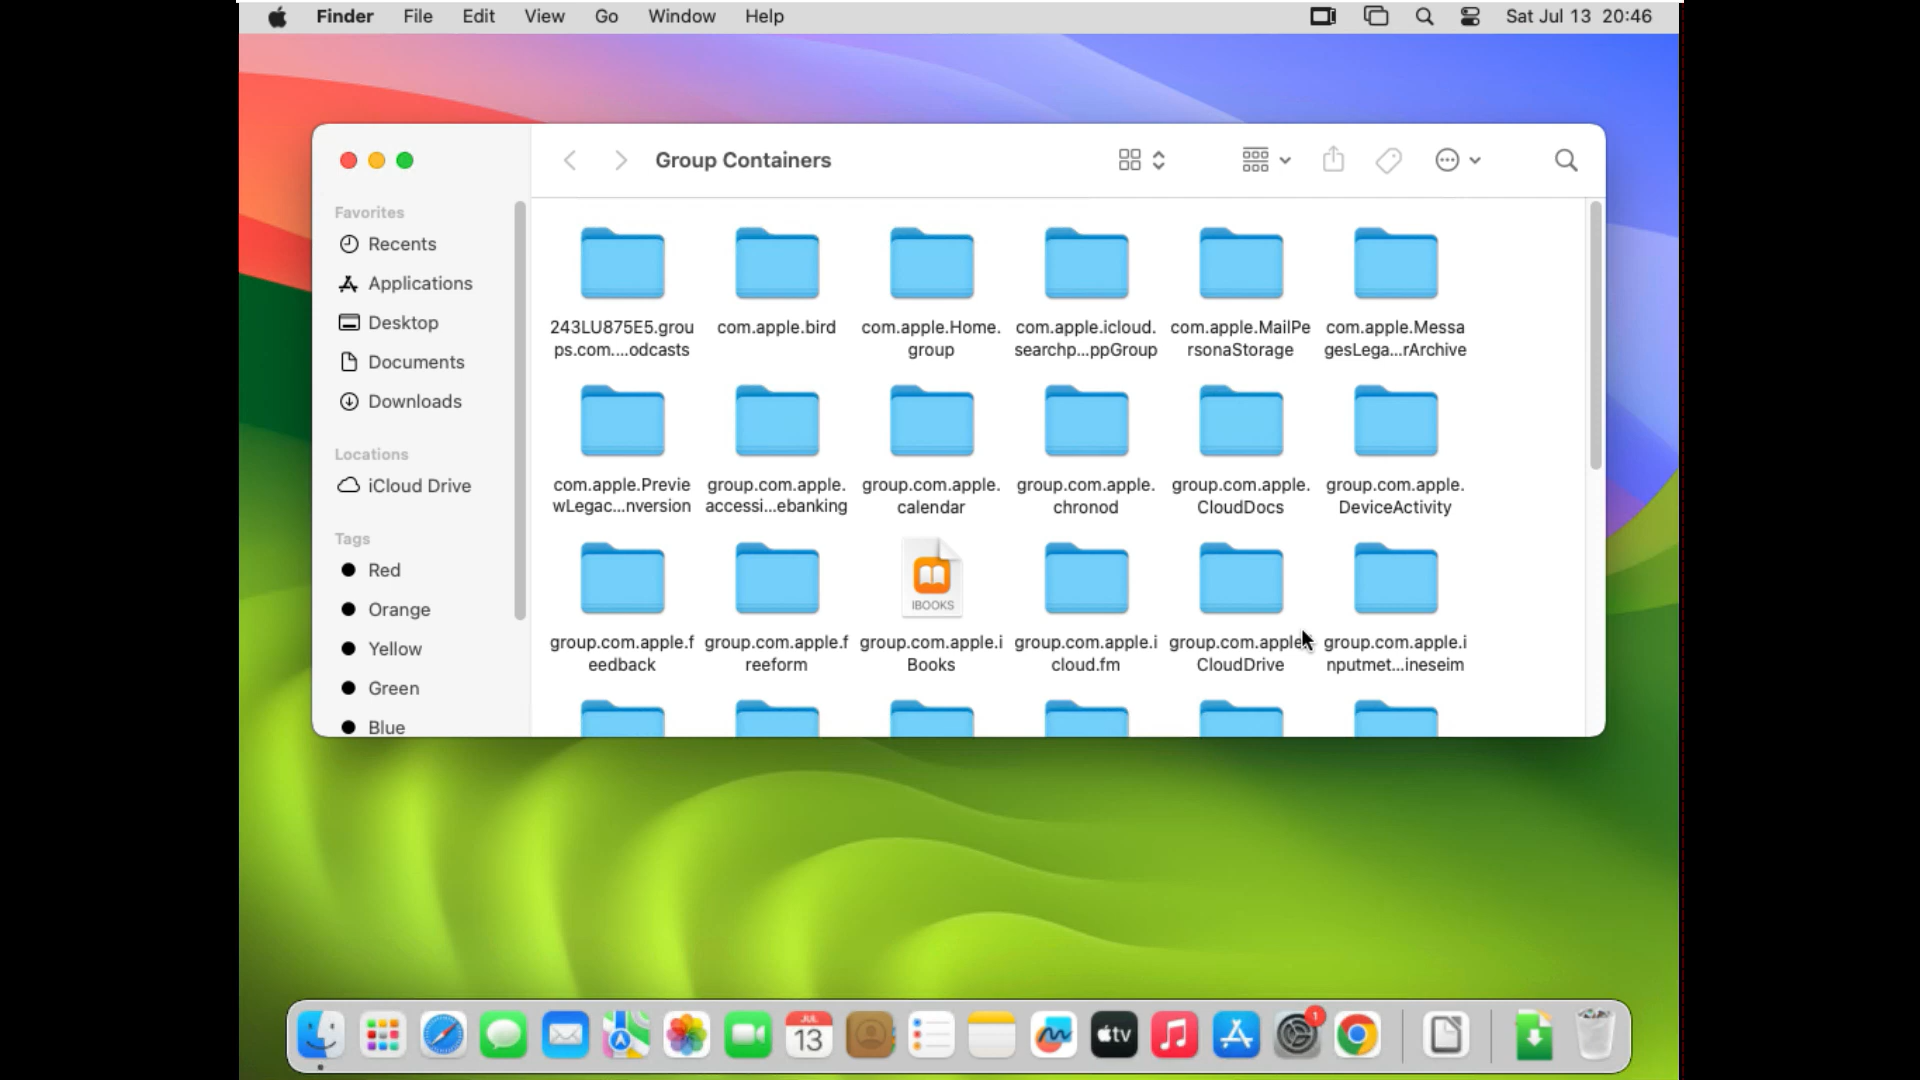 Finder File Edit View Go Window Help Sat Jul 13 20:46
Group Containers
Favorites
Recents
Applications
Desktop
Documents
Downloads
Locations
iCloud Drive
Tags
Red
Orange
Yellow
Green
Blue
243LU875E5.grou
ps.com....odcasts
com.apple.bird
com.apple.Home.
group
com.apple.icloud.
searchp...ppGroup
com.apple.MailPe
rsonaStorage
com.apple.Messa
gesLega...rArchive
com.apple.Previe
wLegac...nversion
group.com.apple.
accessi...ebanking
group.com.apple.
calendar
group.com.apple.
chronod
group.com.apple.
CloudDocs
group.com.apple.
DeviceActivity
IBOOKS
group.com.apple.f
eedback
group.com.apple.f
reeform
group.com.apple.i
Books
group.com.apple.i
cloud.fm
group.com.apple
CloudDrive
group.com.apple.i
nputmet...ineseim
JUL
13
tv
1